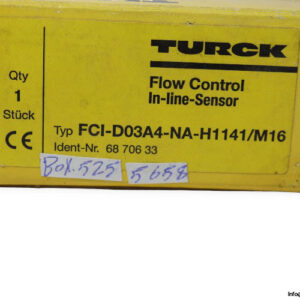 TURCK
Qty
1
Stück
Flow Control
In-line-Sensor
Typ FCI-D03A4-NA-H1141/M16
Ident-Nr. 68 706 33
CE
Box.525
5658